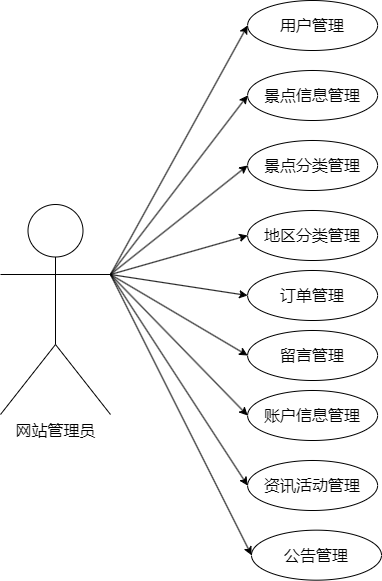 用户管理
景点信息管理
景点分类管理
地区分类管理
订单管理
留言管理
账户信息管理
网站管理员
资讯活动管理
公告管理